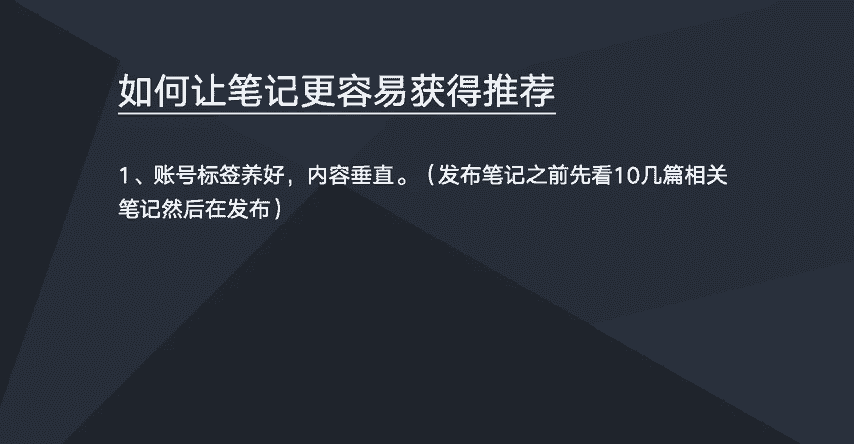 如何让笔记更容易获得推荐
1、账号标签养好，内容垂直。（发布笔记之前先看10几篇相关
笔记然后在发布）